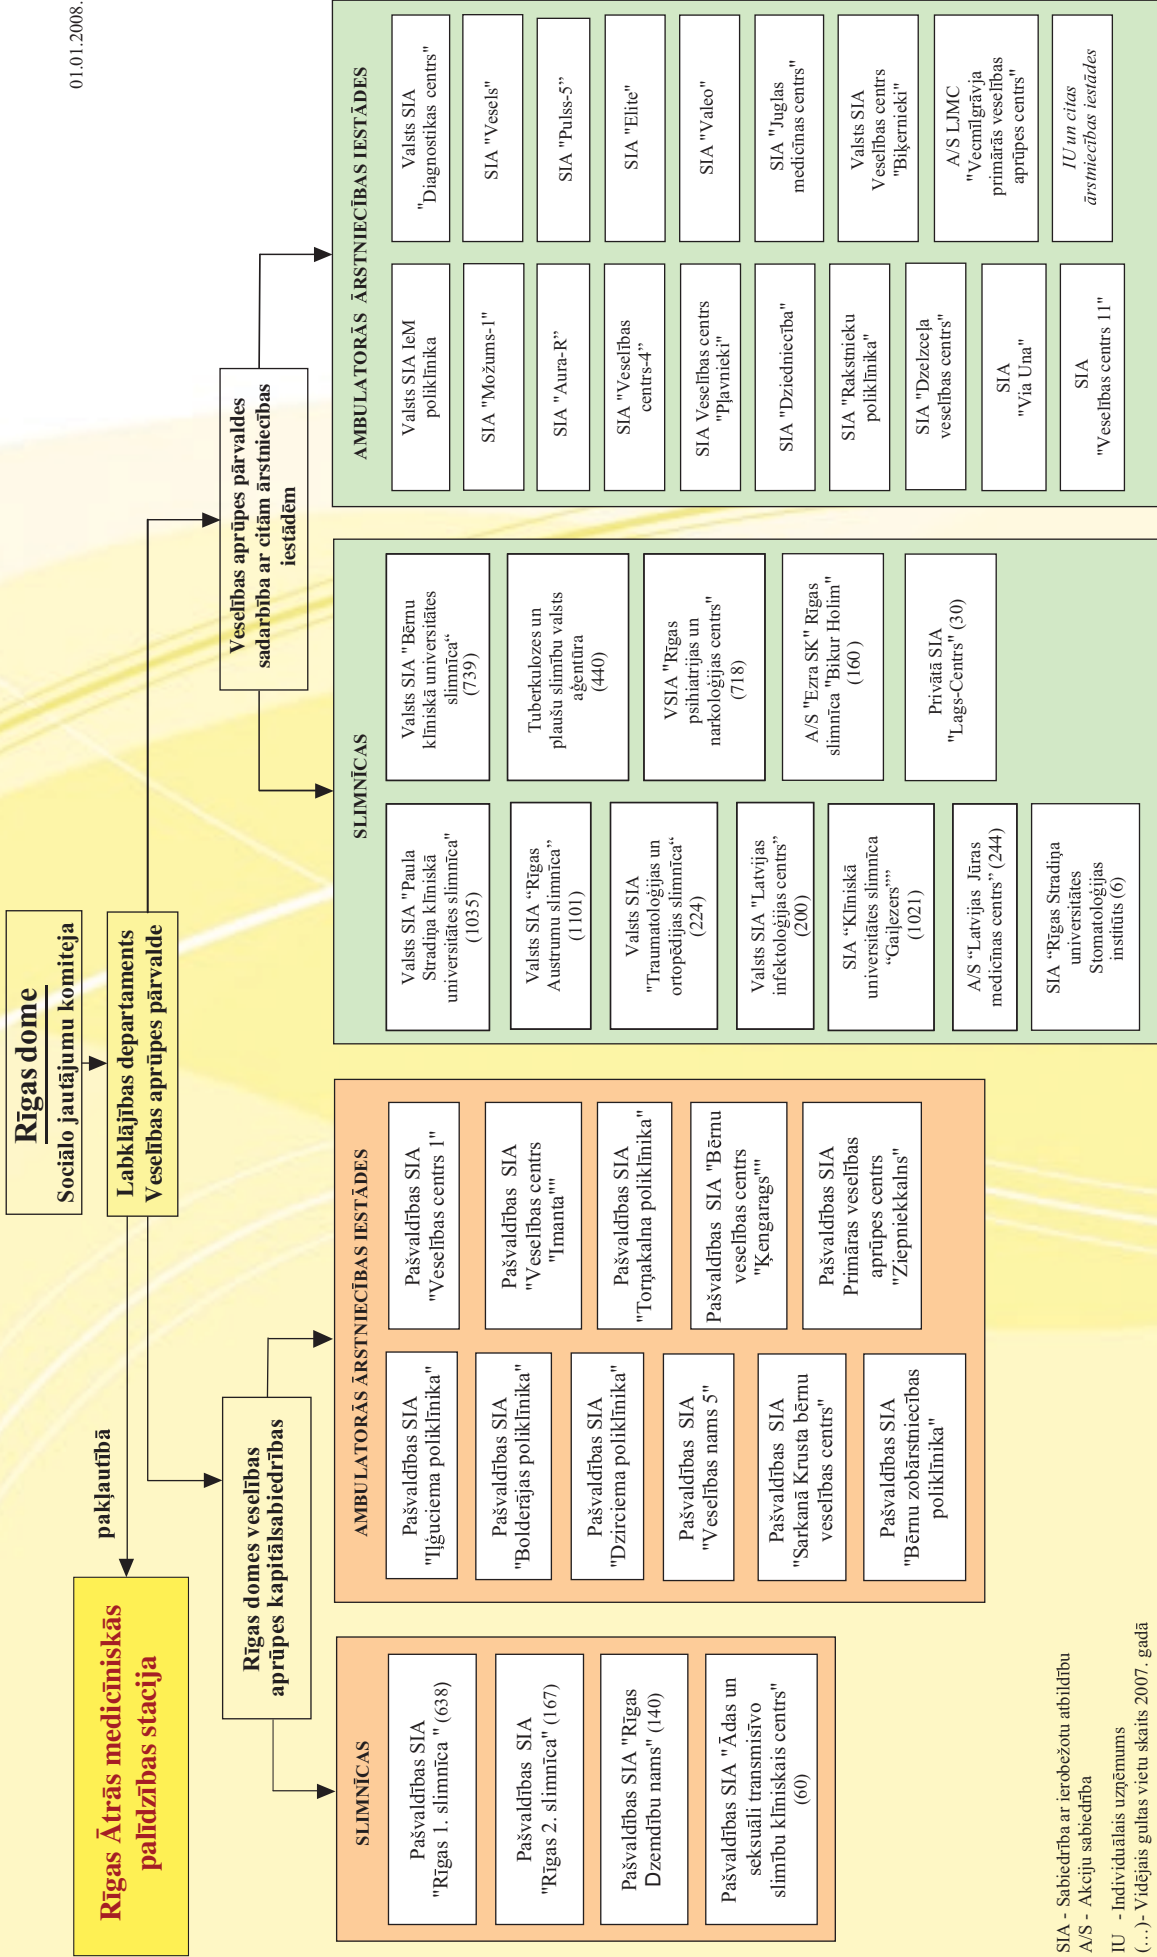 01.01.2008.
Rīgas dome
Sociālo jautājumu komiteja
Labklājības departaments
Veselības aprūpes pārvalde
pakļautībā
Rīgas Ātrās medicīniskās
palīdzības stacija
Rīgas domes veselības
aprūpes kapitālsabiedrības
Veselības aprūpes pārvaldes
sadarbība ar citām ārstniecības
iestādēm
SLIMNĪCAS
Pašvaldības SIA
"Rīgas 1. slimnīca " (638)
Pašvaldības SIA
"Rīgas 2. slimnīca" (167)
Pašvaldības SIA "Rīgas
Dzemdību nams" (140)
Pašvaldības SIA "Ādas un
seksuāli transmisīvo
slimību klīniskais centrs"
(60)
AMBULATORĀS ĀRSTNIECĪBAS IESTĀDES
Pašvaldības SIA
"Iļģuciema poliklīnika"
Pašvaldības SIA
"Bolderājas poliklīnika"
Pašvaldības SIA
"Dzirciema poliklīnika"
Pašvaldības SIA
"Veselības nams 5"
Pašvaldības SIA
"Sarkanā Krusta bērnu
veselības centrs"
Pašvaldības SIA
"Bērnu zobārstniecības
poliklīnika"
Pašvaldības SIA
"Veselības centrs 1"
Pašvaldības SIA
"Veselības centrs
"Imanta""
Pašvaldības SIA
"Torņakalna poliklīnika"
Pašvaldības SIA "Bērnu
veselības centrs
"Ķengarags""
Pašvaldības SIA
Primāras veselības
aprūpes centrs
"Ziepniekkalns"
SLIMNĪCAS
Valsts SIA "Paula
Stradiņa klīniskā
universitātes slimnīca"
(1035)
Valsts SIA “Rīgas
Austrumu slimnīca”
(1101)
Valsts SIA
"Traumatoloģijas un
ortopēdijas slimnīca“
(224)
Valsts SIA "Latvijas
infektoloģijas centrs”
(200)
SIA “Klīniskā
universitātes slimnīca
“Gaiļezers””
(1021)
A/S “Latvijas Jūras
medicīnas centrs” (244)
SIA “Rīgas Stradiņa
universitātes
Stomatoloģijas
institūts (6)
Valsts SIA "Bērnu
klīniskā universitātes
slimnīca“
(739)
Tuberkulozes un
plaušu slimību valsts
aģentūra
(440)
VSIA "Rīgas
psihiatrijas un
narkoloģijas centrs"
(718)
A/S "Ezra SK" Rīgas
slimnīca "Bikur Holim"
(160 )
Privātā SIA
"Lags-Centrs" (30)
AMBULATORĀS ĀRSTNIECĪBAS IESTĀDES
Valsts SIA IeM
poliklīnika
SIA "Možums-1"
SIA "Aura-R”
SIA "Veselības
centrs-4”
SIA Veselības centrs
"Pļavnieki"
SIA "Dziedniecība"
SIA "Rakstnieku
poliklīnika"
SIA "Dzelzceļa
veselības centrs"
SIA
"Via Una"
SIA
"Veselības centrs 11"
Valsts SIA
"Diagnostikas centrs"
SIA "Vesels"
SIA "Pulss-5”
SIA "Elite"
SIA "Valeo"
SIA "Juglas
medicīnas centrs"
Valsts SIA
Veselības centrs
"Biķernieki"
A/S LJMC
"Vecmīlgrāvja
primārās veselības
aprūpes centrs"
IU un citas
ārstniecības iestādes
SIA - Sabiedrība ar ierobežotu atbildību
A/S - Akciju sabiedrība
IU - Individuālais uzņēmums
(…)- Vidējais gultas vietu skaits 2007. gadā